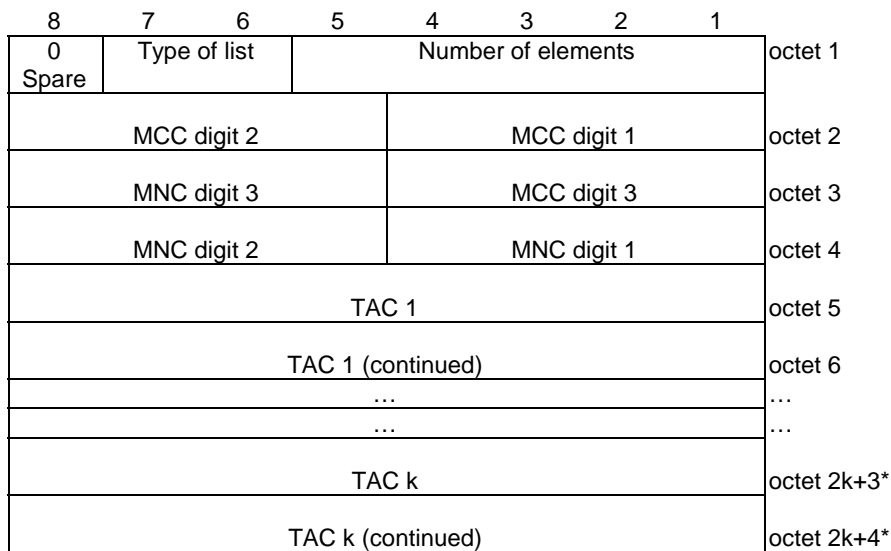 8 7 6 5 4 3 2 1
0 Type of list Number of elements octet 1
Spare
MCC digit 2 MCC digit 1 octet 2
MNC digit 3 MCC digit 3 octet 3
MNC digit 2 MNC digit 1 octet 4
TAC 1 octet 5
TAC 1 (continued) octet 6
… …
… …
TAC k octet 2k+3*
TAC k (continued) octet 2k+4*